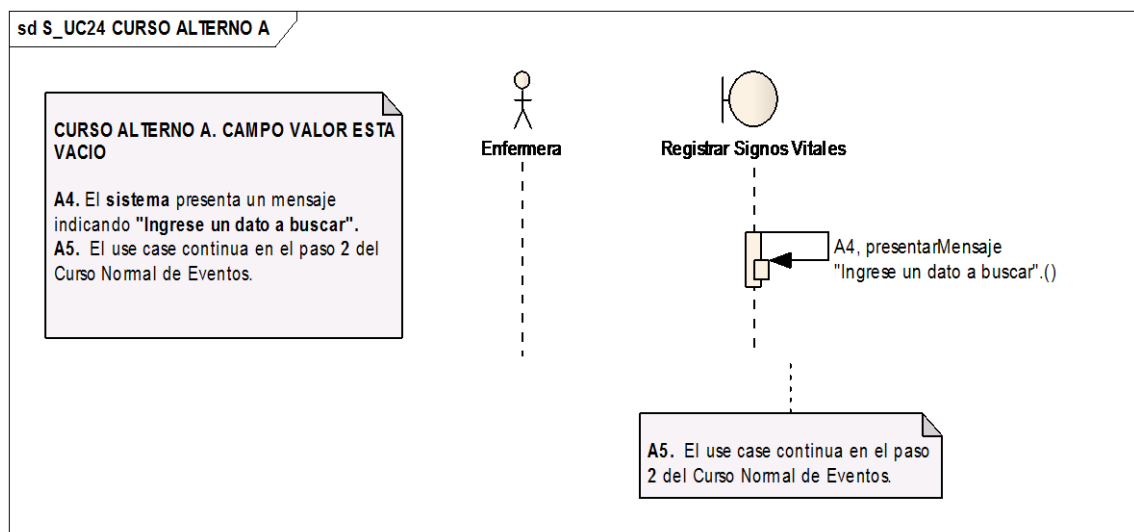 sd S_UC24 CURSO ALTERNO A
CURSO ALTERNO A. CAMPO VALOR ESTA
VACIO
A4. El sistema presenta un mensaje
indicando "Ingrese un dato a buscar".
A5. El use case continua en el paso 2 del
Curso Normal de Eventos.
Enfermera
Registrar Signos Vitales
A4, presentarMensaje
"Ingrese un dato a buscar".()
A5. El use case continua en el paso
2 del Curso Normal de Eventos.